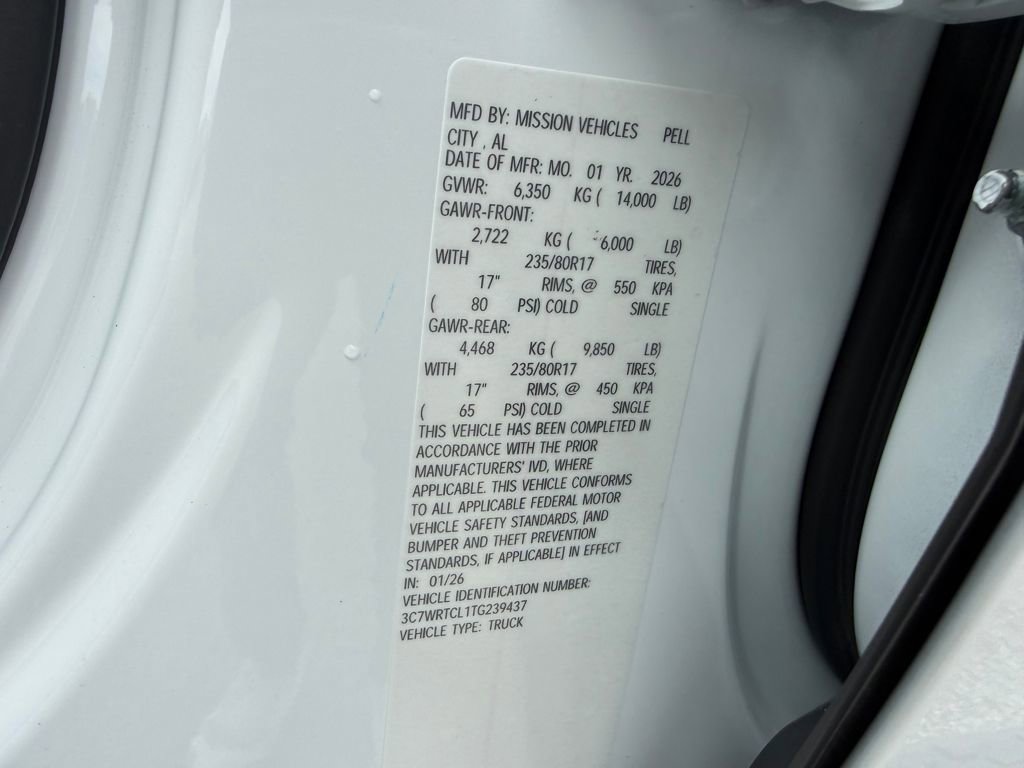 MFD BY: MISSION VEHICLES PELL
CITY , AL
DATE OF MFR: MO. 01 YR. 2026
GVWR: 6,350 KG ( 14,000 LB)
GAWR-FRONT:
2,722 KG ( 6,000 LB)
WITH 235/80R17 TIRES,
17" RIMS, @ 550 KPA
( 80 PSI) COLD SINGLE
GAWR-REAR:
4,468 KG ( 9,850 LB)
WITH 235/80R17 TIRES,
17" RIMS, @ 450 KPA
( 65 PSI) COLD SINGLE
THIS VEHICLE HAS BEEN COMPLETED IN
ACCORDANCE WITH THE PRIOR
MANUFACTURERS' IVD, WHERE
APPLICABLE. THIS VEHICLE CONFORMS
TO ALL APPLICABLE FEDERAL MOTOR
VEHICLE SAFETY STANDARDS, [AND
BUMPER AND THEFT PREVENTION
STANDARDS, IF APPLICABLE] IN EFFECT
IN: 01/26
VEHICLE IDENTIFICATION NUMBER:
3C7WRTCL1TG239437
VEHICLE TYPE: TRUCK